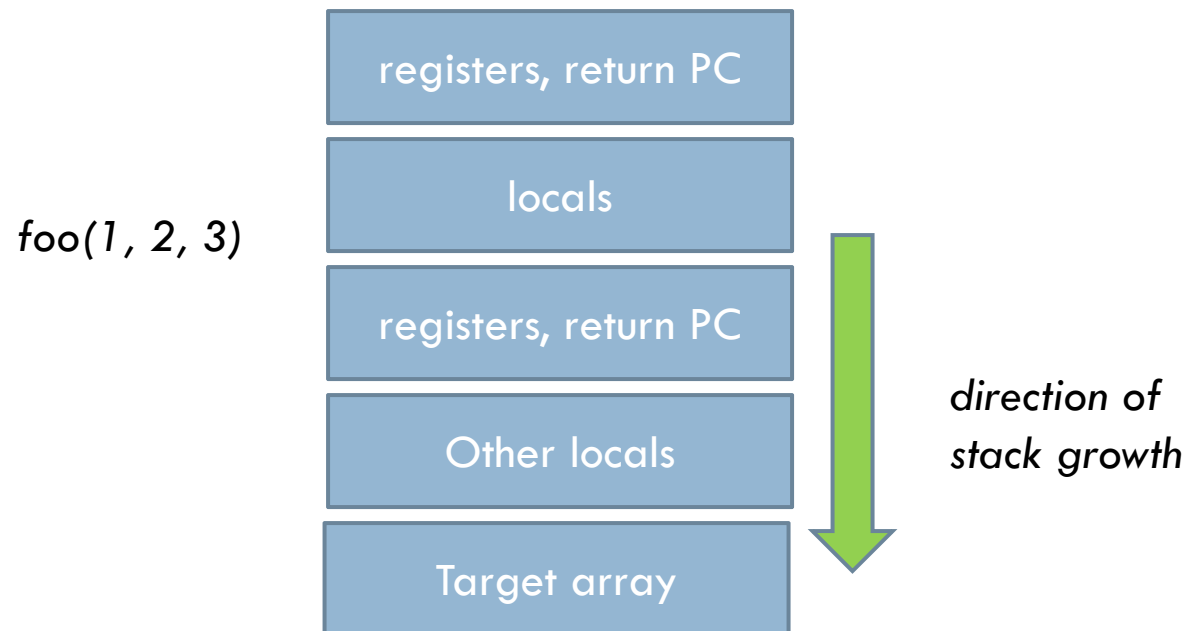 registers, return PC
locals
foo(1, 2, 3)
registers, return PC
direction of
stack growth
Other locals
Target array